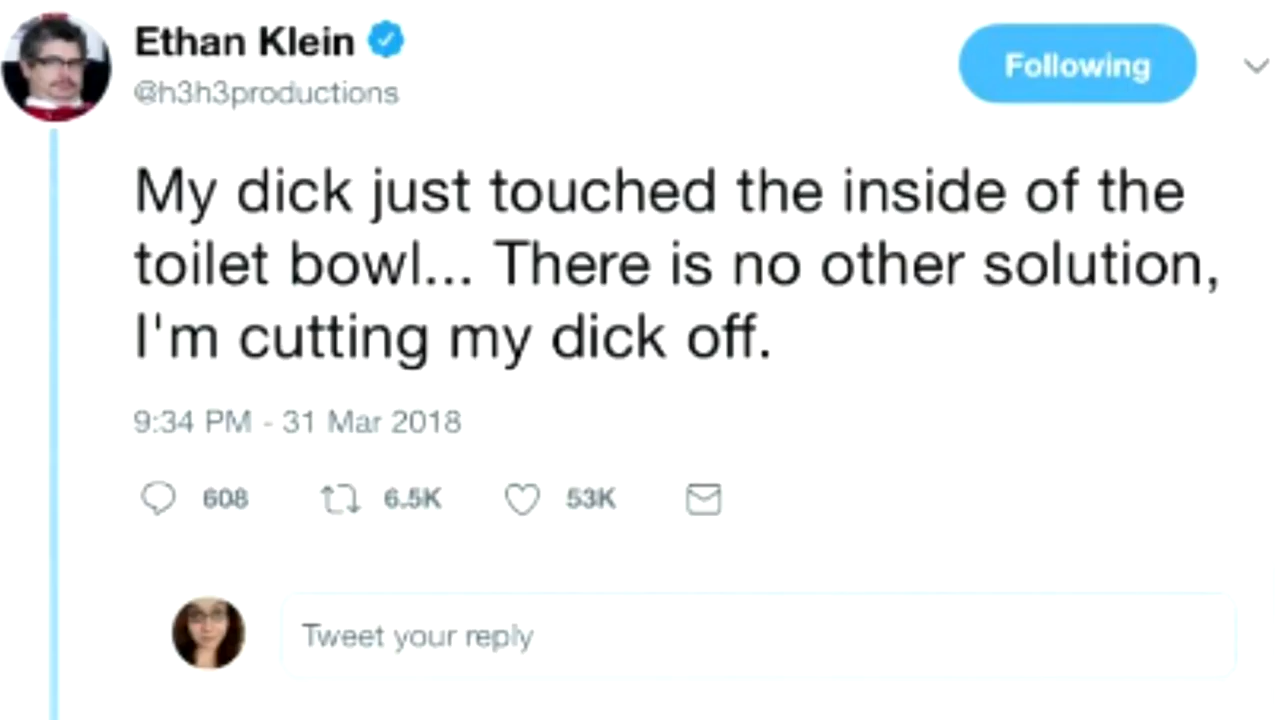 Ethan Klein
@h3h3productions
Following
My dick just touched the inside of the
toilet bowl... There is no other solution,
I'm cutting my dick off.
9:34 PM - 31 Mar 2018
608 6.5K 53K
Tweet your reply